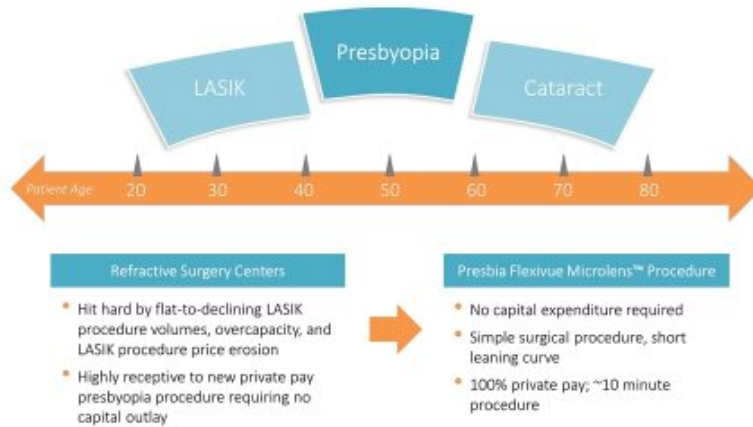 Presbyopia
LASIK
Cataract
Patient Age 20 30 40 50 60 70 80
Refractive Surgery Centers
• Hit hard by flat-to-declining LASIK
procedure volumes, overcapacity, and
LASIK procedure price erosion
• Highly receptive to new private pay
presbyopia procedure requiring no
capital outlay
Presbia Flexivue Microlens™ Procedure
• No capital expenditure required
• Simple surgical procedure, short
leaning curve
• 100% private pay; ~10 minute
procedure